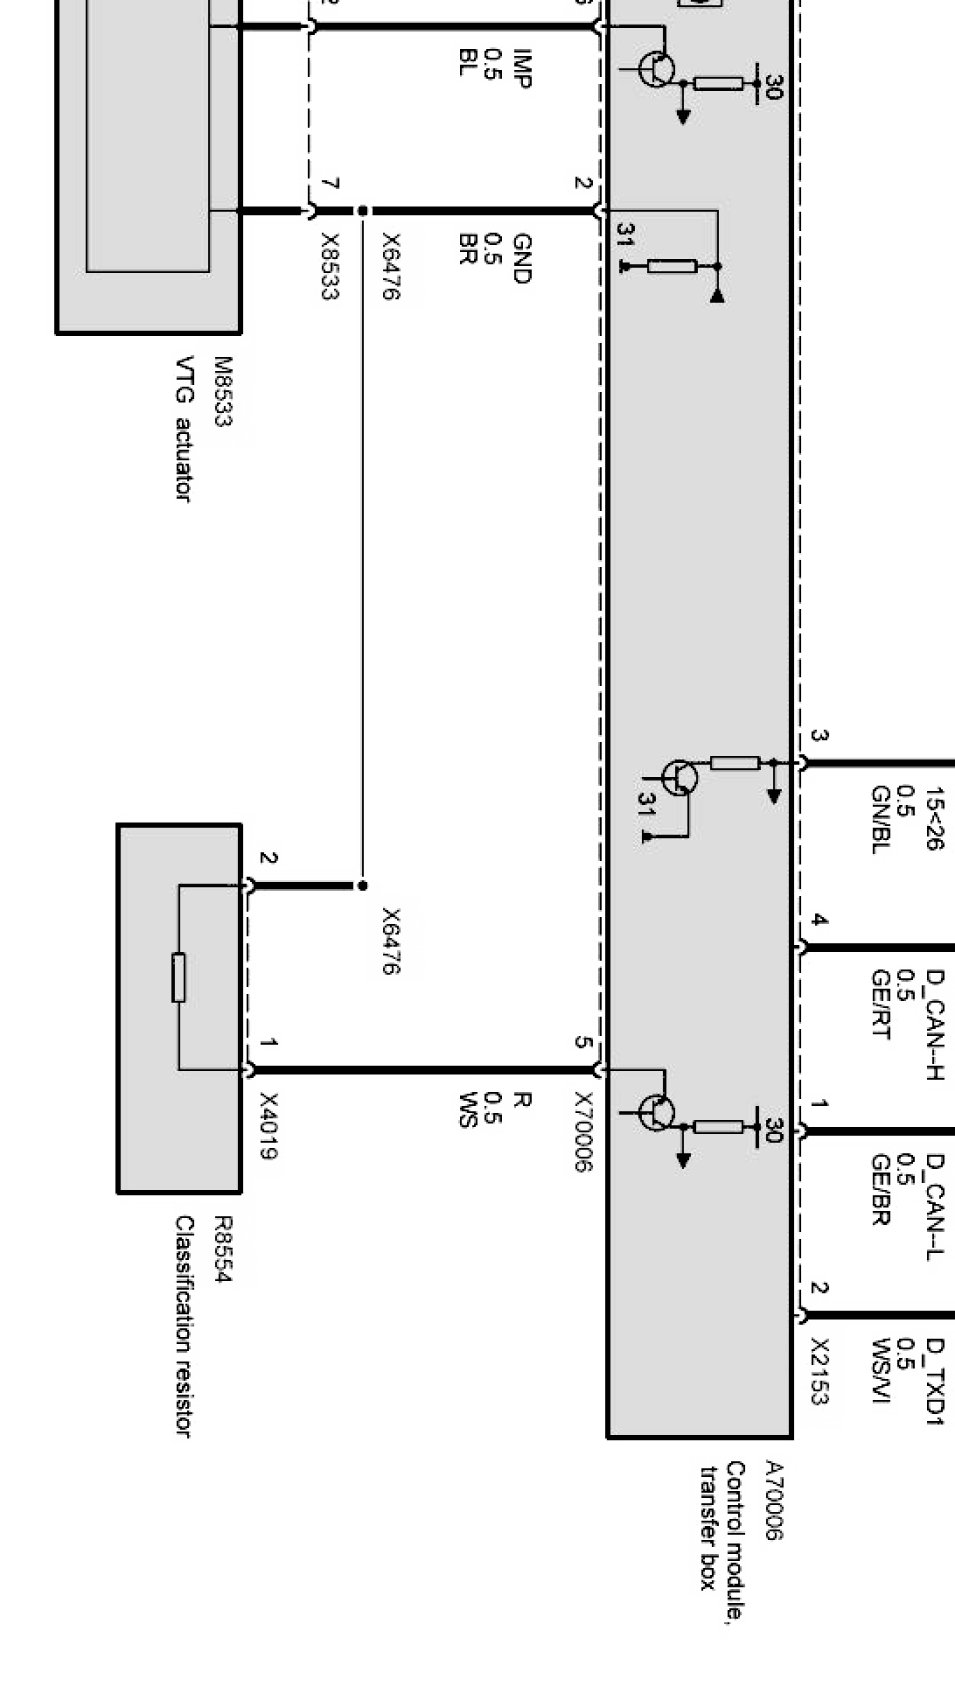 D_TXD1
0.5
WS/VI
2
X2153
D_CAN--L
0.5
GE/BR
1
D_CAN--H
0.5
GE/RT
4
15<26
0.5
GN/BL
3
A70006
Control module,
transfer box
30
31
31
30
IMP
0.5
BL
2
GND
0.5
BR
5
X70006
R
0.5
WS
7
X8533
X6476
X6476
2
1
X4019
M8533
VTG actuator
R8554
Classification resistor